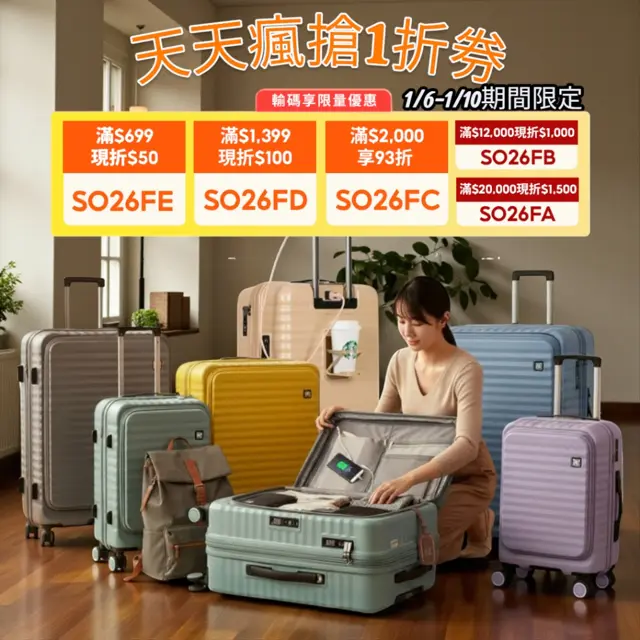 天天瘋搶1折券
輸碼享限量優惠
1/6-1/10期間限定
滿$699
現折$50
SO26FE
滿$1,399
現折$100
SO26FD
滿$2,000
享93折
SO26FC
滿$12,000現折$1,000
SO26FB
滿$20,000現折$1,500
SO26FA